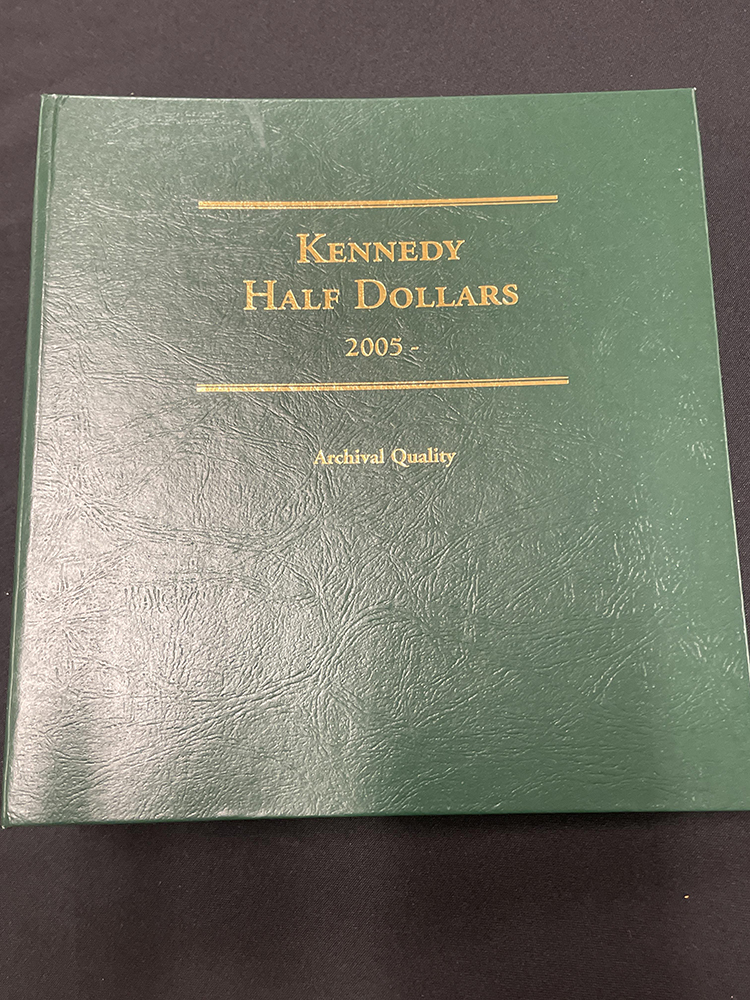 Kennedy
Half Dollars
2005 -
Archival Quality